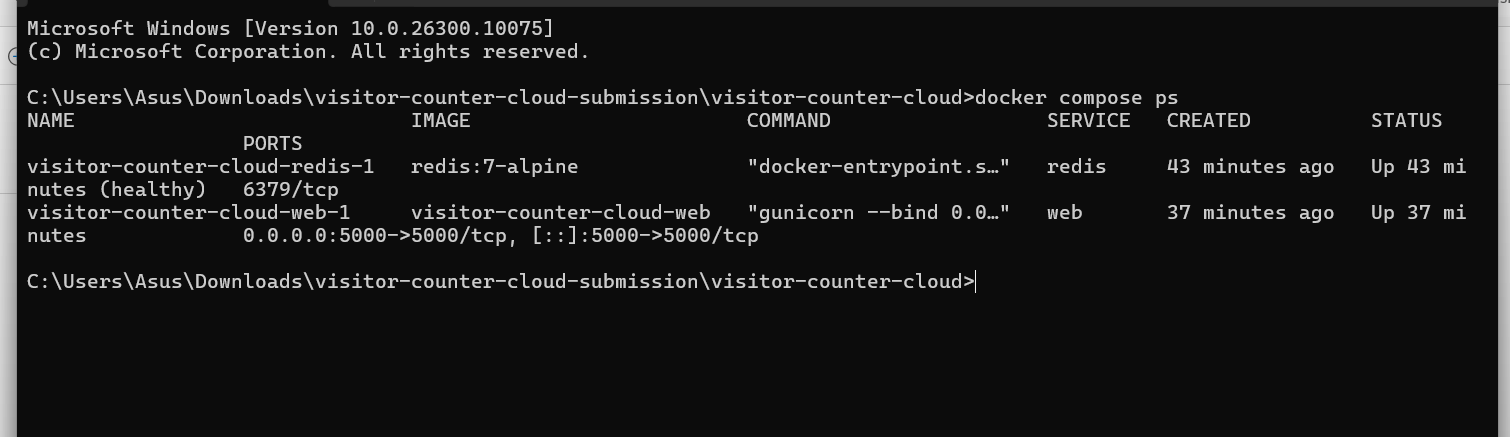 Microsoft Windows [Version 10.0.26300.10075]
(c) Microsoft Corporation. All rights reserved.
C:\Users\Asus\Downloads\visitor-counter-cloud-submission\visitor-counter-cloud>docker compose ps
NAME                            IMAGE                       COMMAND                  SERVICE   CREATED          STATUS
                  PORTS
visitor-counter-cloud-redis-1   redis:7-alpine              "docker-entrypoint.s…"   redis     43 minutes ago   Up 43 mi
nutes (healthy)   6379/tcp
visitor-counter-cloud-web-1     visitor-counter-cloud-web   "gunicorn --bind 0.0…"   web       37 minutes ago   Up 37 mi
nutes             0.0.0.0:5000->5000/tcp, [::]:5000->5000/tcp
C:\Users\Asus\Downloads\visitor-counter-cloud-submission\visitor-counter-cloud>